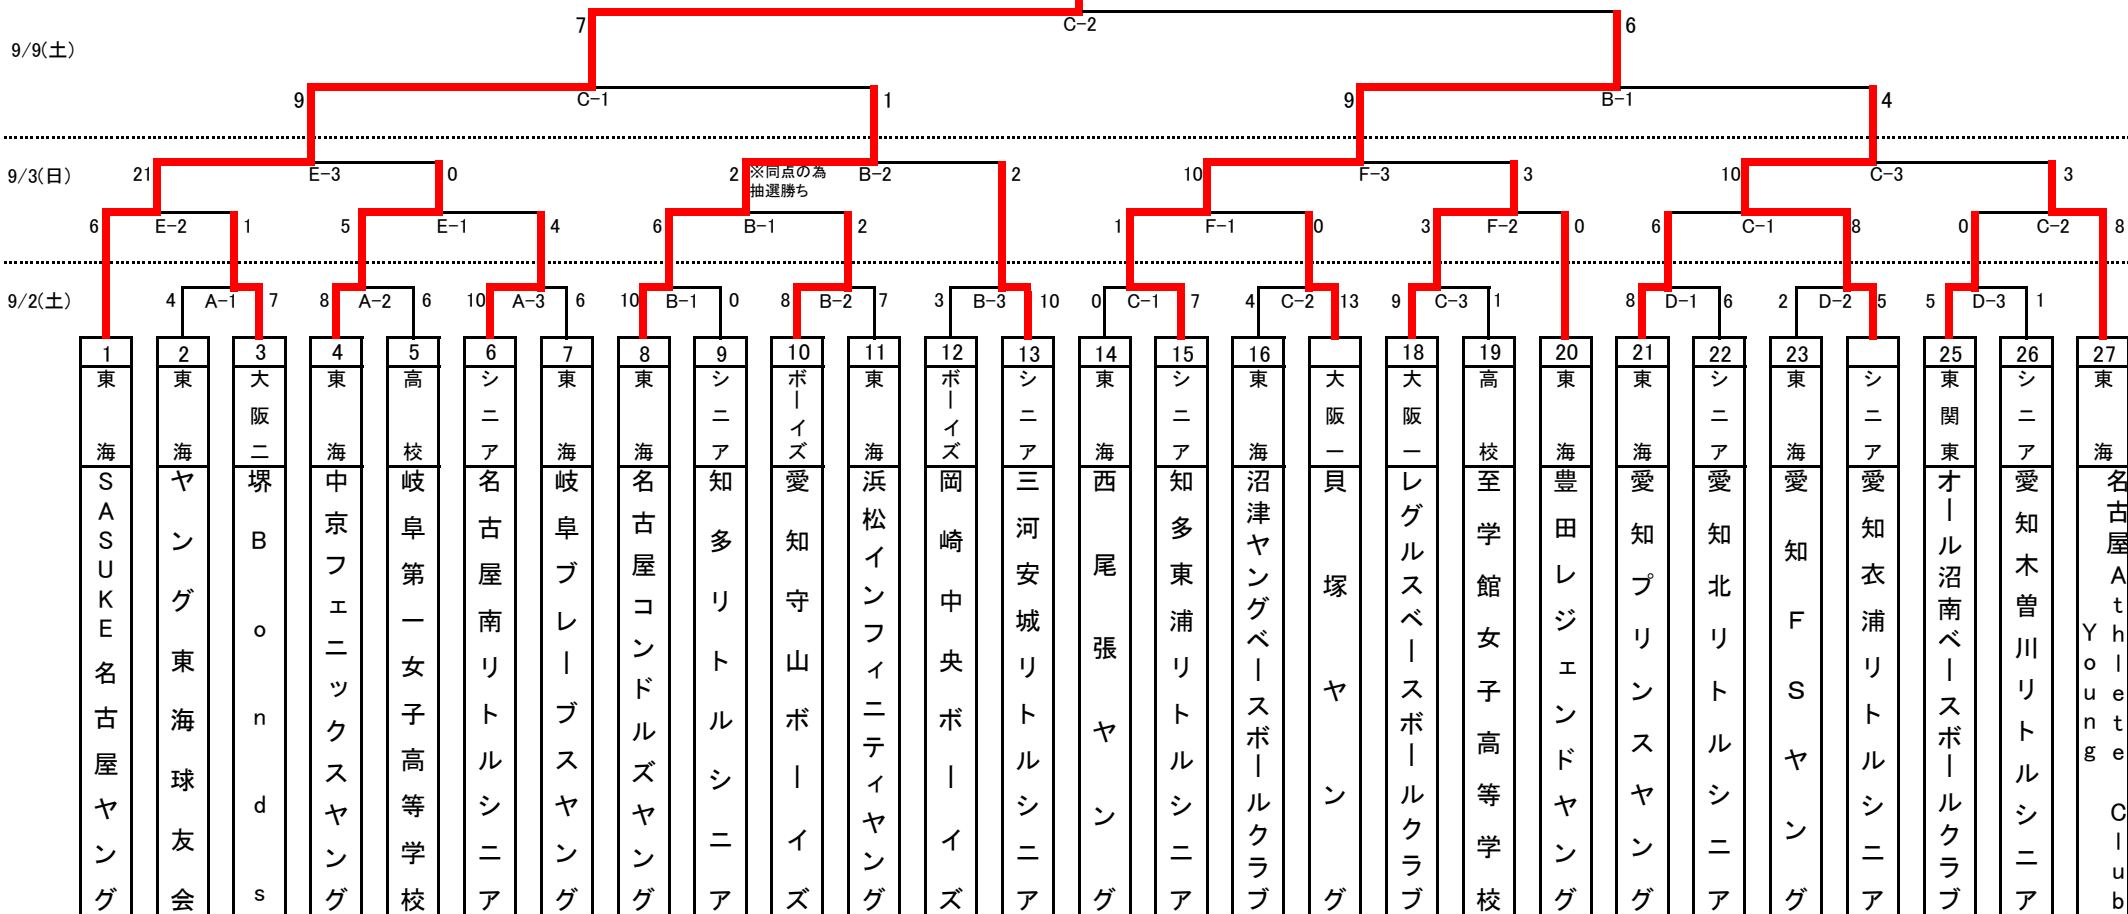 7 C-2 6
9/9(土)
9 C-1 1 9 B-1 4
9/3(日) 21 E-3 0 2 ※同点の為 B-2 2 10 F-3 3 10 C-3 3
抽選勝ち
6 E-2 1 5 E-1 4 6 B-1 2 1 F-1 0 3 F-2 0 6 C-1 8 0 C-2 8
9/2(土) 4 A-1 7 8 A-2 6 10 A-3 6 10 B-1 0 8 B-2 7 3 B-3 10 0 C-1 7 4 C-2 13 9 C-3 1 8 D-1 6 2 D-2 5 5 D-3 1
1 東海 SASUKE名古屋ヤング
2 東海 ヤング東海球友会
3 大阪二 堺Bonds
4 東海 中京フェニックスヤング
5 高校 岐阜第一女子高等学校
6 シニア 名古屋南リトルシニア
7 東海 岐阜ブレーブスヤング
8 東海 名古屋コンドルズヤング
9 シニア 知多リトルシニア
10 ボーイズ 愛知守山ボーイズ
11 東海 浜松インフィニティヤング
12 ボーイズ 岡崎中央ボーイズ
13 シニア 三河安城リトルシニア
14 東海 西尾張ヤング
15 シニア 知多東浦リトルシニア
16 東海 沼津ヤングベースボールクラブ
大阪一 貝塚ヤング
18 大阪一 レグルスベースボールクラブ
19 高校 至学館女子高等学校
20 東海 豊田レジェンドヤング
21 東海 愛知プリンスヤング
22 シニア 愛知北リトルシニア
23 東海 愛知FSヤング
シニア 愛知衣浦リトルシニア
25 東関東 オール沼南ベースボールクラブ
26 シニア 愛知木曽川リトルシニア
27 東海 名古屋Athlete Club
Young